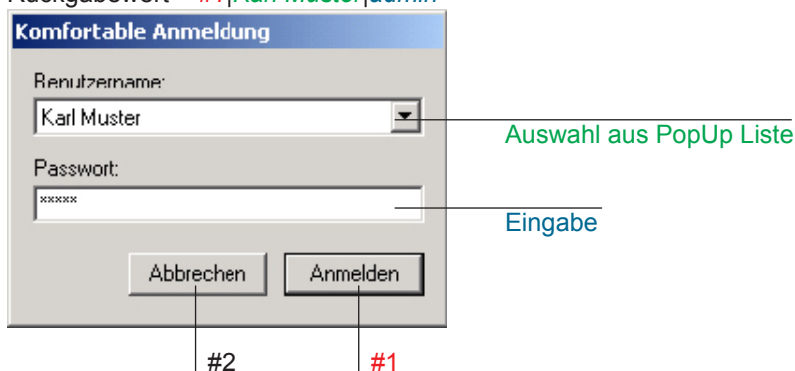 Rückgabewert = #1|Karl Muster|admin
Komfortable Anmeldung
Benutzername:
Karl Muster
Auswahl aus PopUp Liste
Passwort:
*****
Eingabe
Abbrechen Anmelden
#2 #1